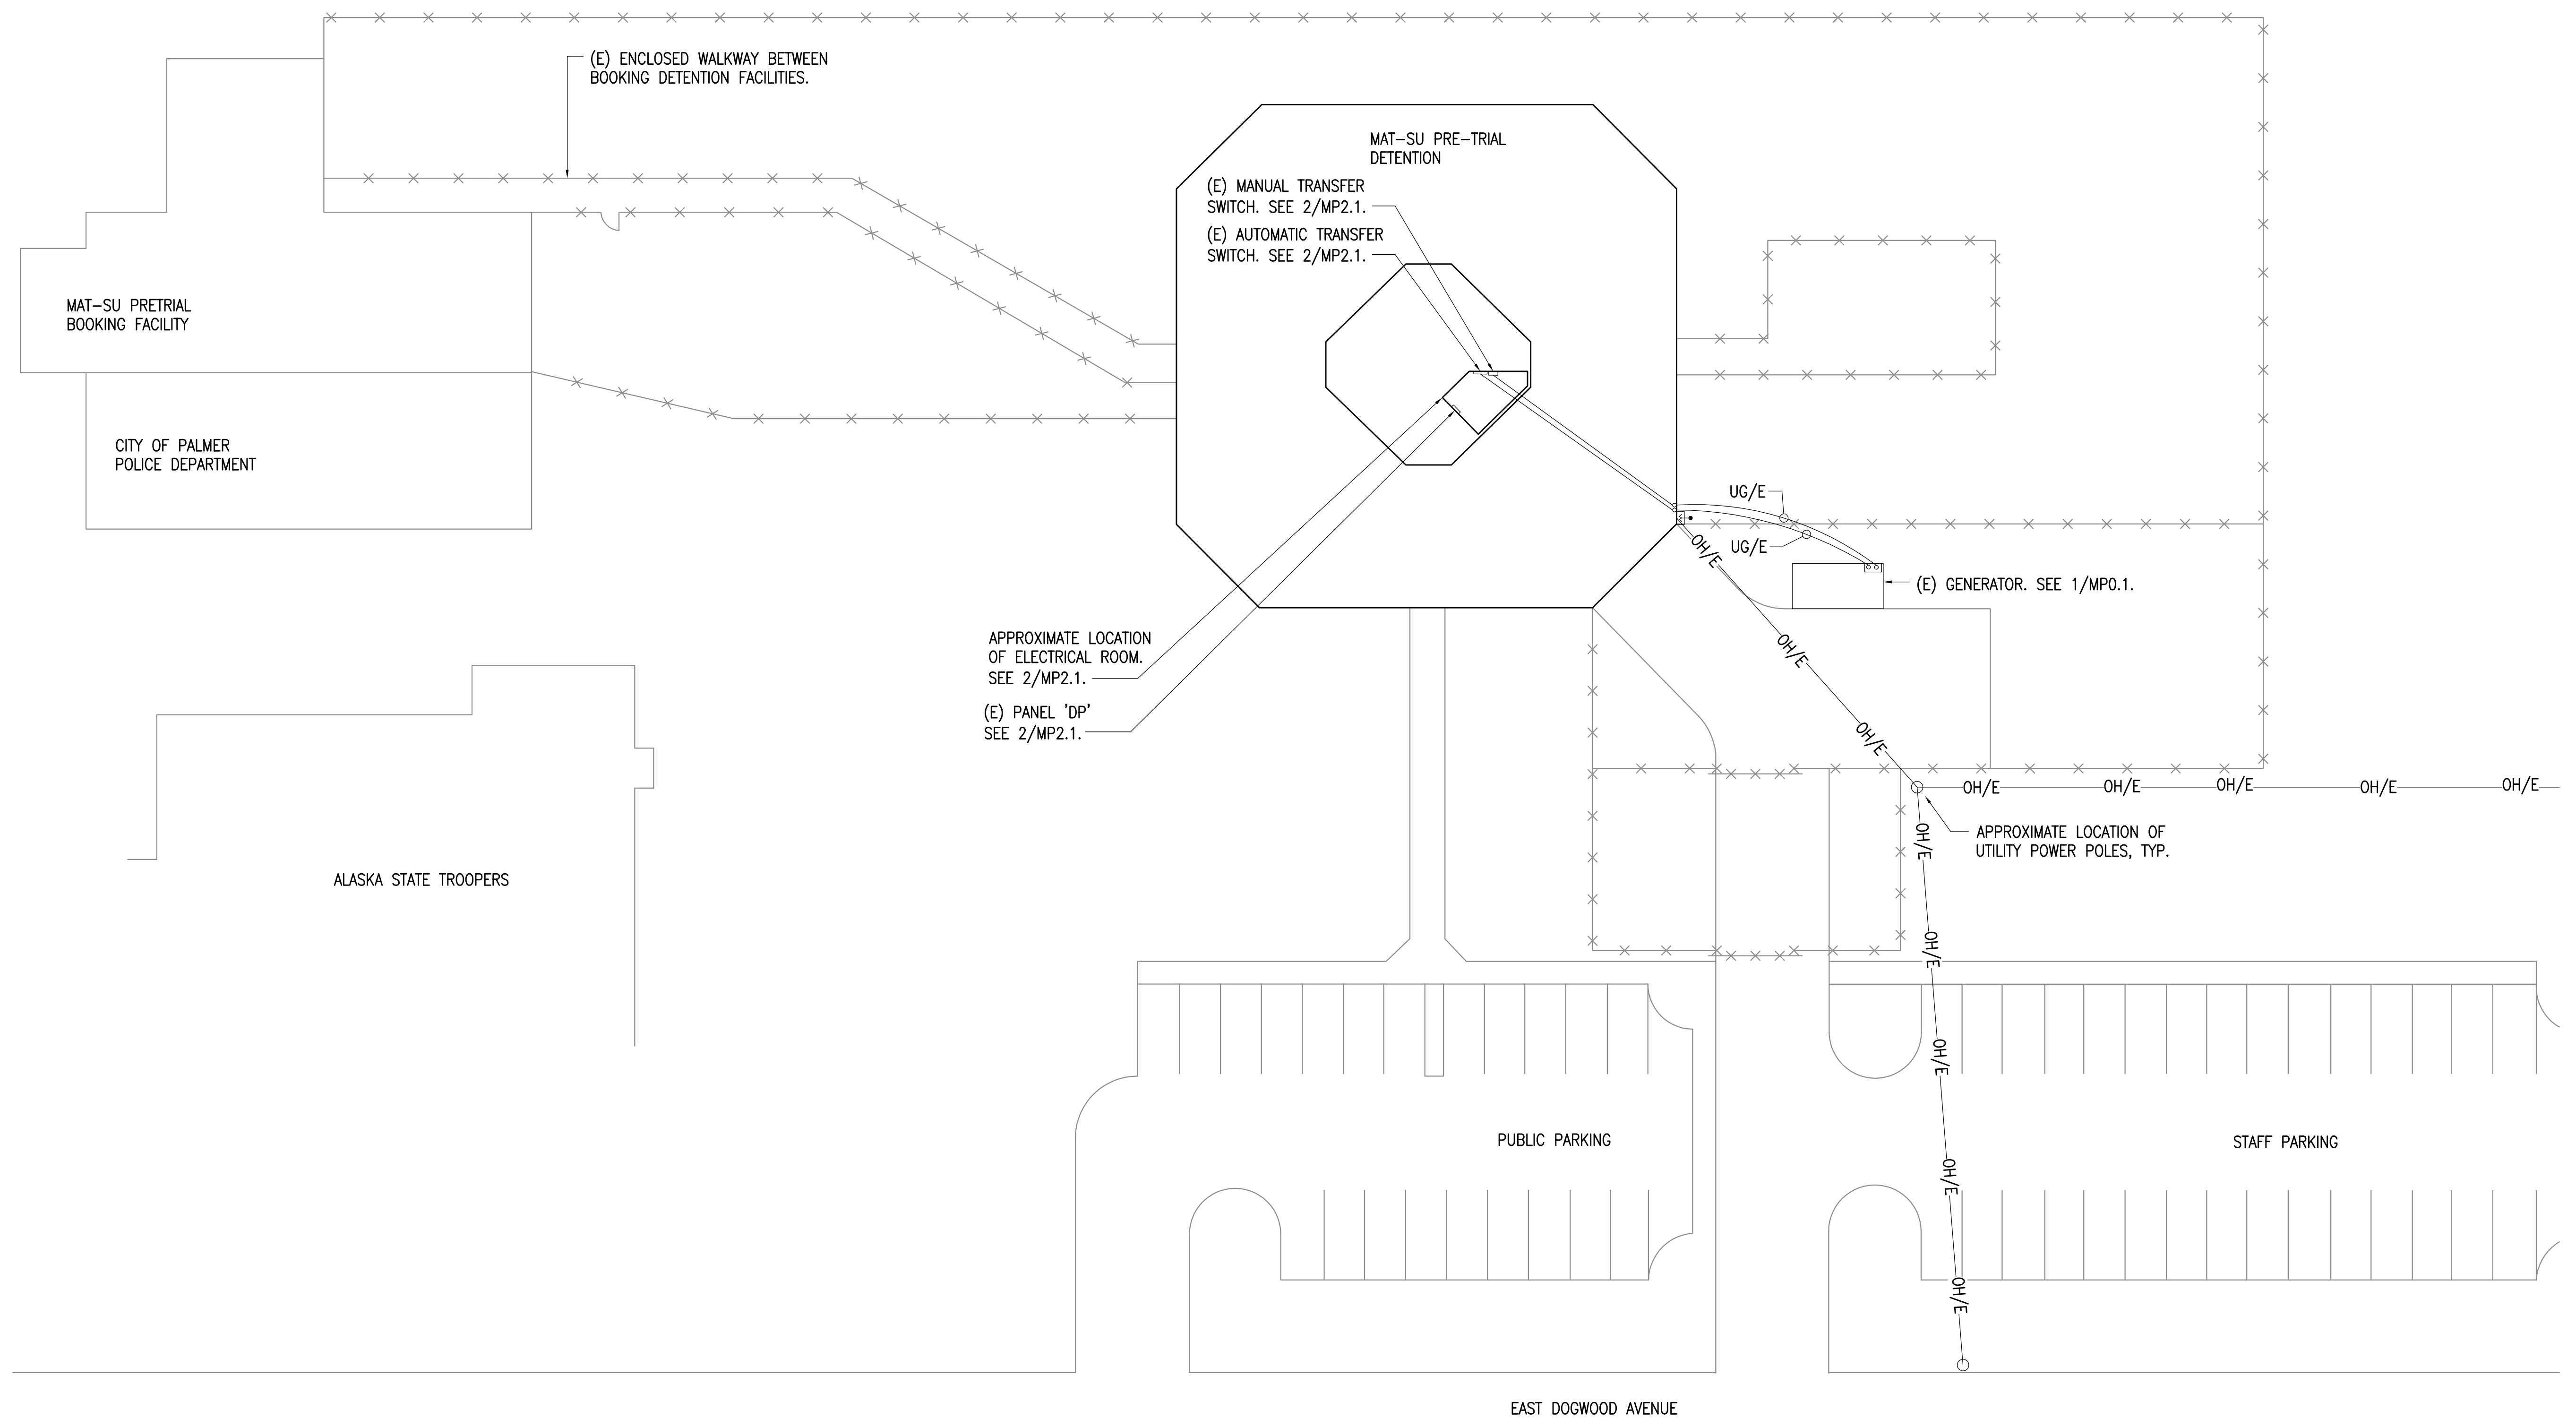 (E) ENCLOSED WALKWAY BETWEEN
BOOKING DETENTION FACILITIES.
MAT-SU PRE-TRIAL
DETENTION
(E) MANUAL TRANSFER
SWITCH. SEE 2/MP2.1.
(E) AUTOMATIC TRANSFER
SWITCH. SEE 2/MP2.1.
MAT-SU PRETRIAL
BOOKING FACILITY
CITY OF PALMER
POLICE DEPARTMENT
UG/E
UG/E
OH/E
(E) GENERATOR. SEE 1/MP0.1.
APPROXIMATE LOCATION
OF ELECTRICAL ROOM.
SEE 2/MP2.1.
OH/E
(E) PANEL 'DP'
SEE 2/MP2.1.
OH/E
OH/E
OH/E
OH/E
OH/E
OH/E
APPROXIMATE LOCATION OF
UTILITY POWER POLES, TYP.
OH/E
ALASKA STATE TROOPERS
OH/E
OH/E
PUBLIC PARKING
STAFF PARKING
OH/E
OH/E
EAST DOGWOOD AVENUE